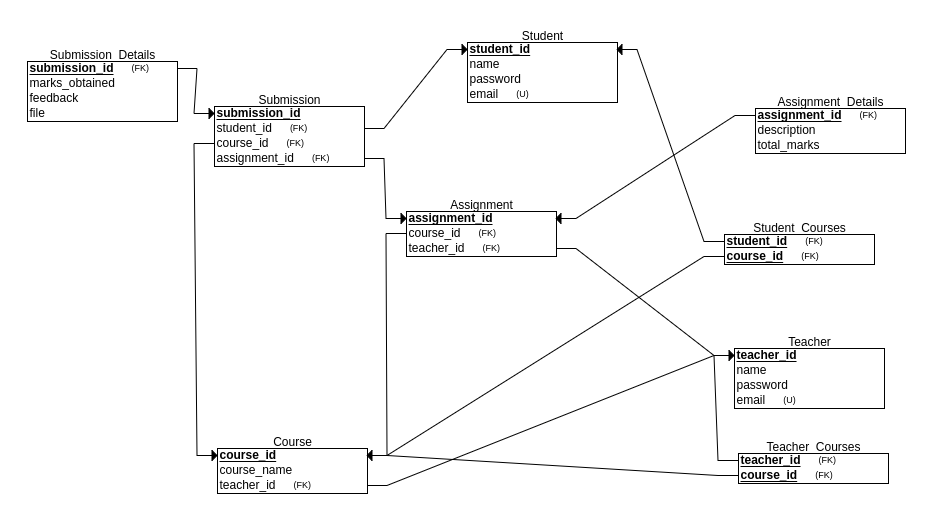 Submission_Details
submission_id (FK)
marks_obtained
feedback
file
Submission
submission_id
student_id (FK)
course_id (FK)
assignment_id (FK)
Student
student_id
name
password
email (U)
Assignment_Details
assignment_id (FK)
description
total_marks
Assignment
assignment_id
course_id (FK)
teacher_id (FK)
Student_Courses
student_id (FK)
course_id (FK)
Teacher
teacher_id
name
password
email (U)
Course
course_id
course_name
teacher_id (FK)
Teacher_Courses
teacher_id (FK)
course_id (FK)